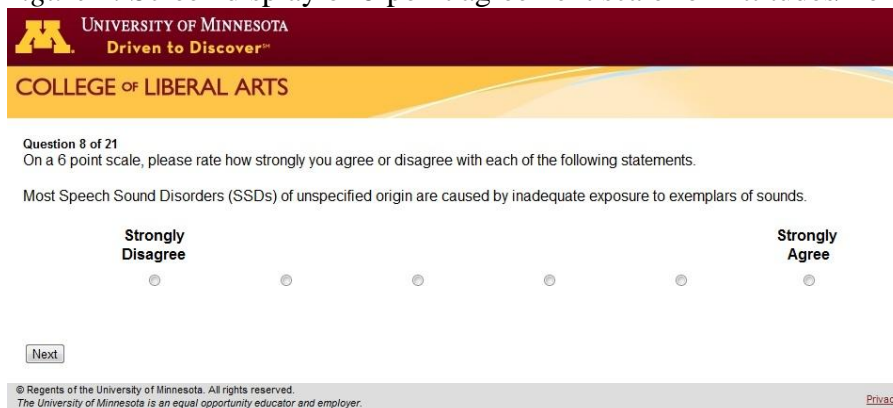 UNIVERSITY OF MINNESOTA
Driven to Discover℠
COLLEGE OF LIBERAL ARTS
Question 8 of 21
On a 6 point scale, please rate how strongly you agree or disagree with each of the following statements.
Most Speech Sound Disorders (SSDs) of unspecified origin are caused by inadequate exposure to exemplars of sounds.
Strongly Disagree
Strongly Agree
Next
© Regents of the University of Minnesota. All rights reserved.
The University of Minnesota is an equal opportunity educator and employer.